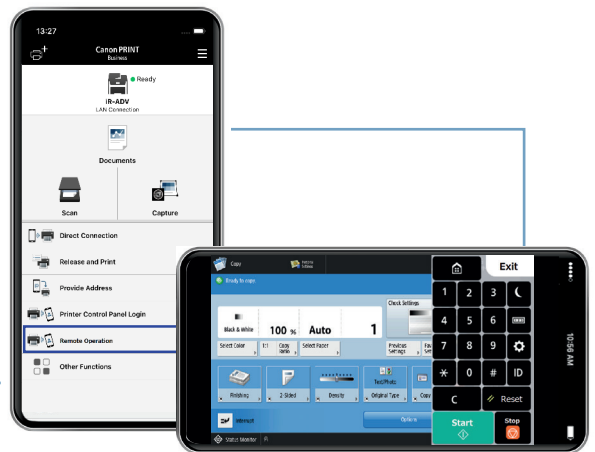 13:27
Canon PRINT
Business
Ready
iR-ADV
LAN Connection
Documents
Scan
Capture
Direct Connection
Release and Print
Provide Address
Printer Control Panel Login
Remote Operation
Other Functions
Copy
Ready to copy.
Check Settings
Black & White
100 %
Auto
1
Select Color
1:1
Copy Ratio
Select Paper
Previous Settings
Finishing
2-Sided
Density
Text/Photo
Original Type
Copy
Internet
Options
Status Monitor
Exit
1 2 3
4 5 6
7 8 9
* 0 # ID
C
Reset
Start
Stop
10:56 AM